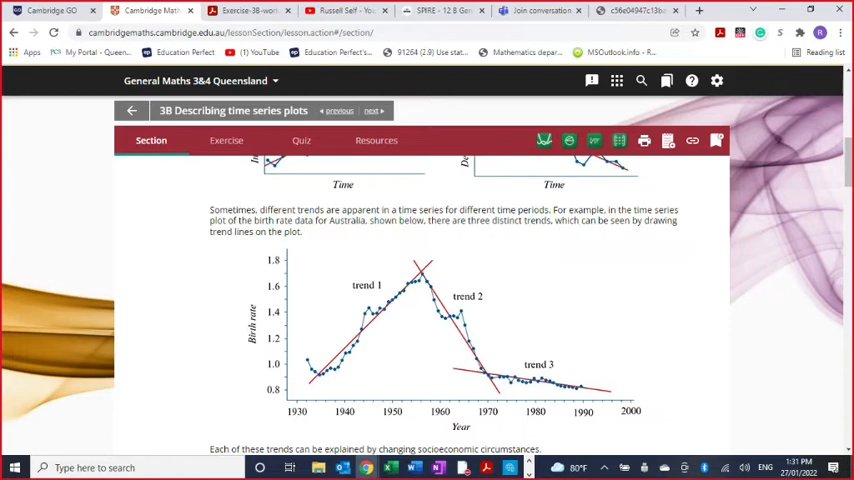 Cambridge GO
Cambridge Math
Exercise-3B-work
Russell Self - You
SPIRE - 12 B Gen
Join conversation
c56e04947c13ba
cambridgemaths.cambridge.edu.au/lessonSection/lesson.action#/section/
Apps
My Portal - Queen...
Education Perfect
(1) YouTube
Education Perfect's...
91264 (2.9) Use stat...
Mathematics depar...
MSOutlook.info - R...
Reading list
General Maths 3&4 Queensland
3B Describing time series plots
previous
next
Section
Exercise
Quiz
Resources
Time
Time
Sometimes, different trends are apparent in a time series for different time periods. For example, in the time series
plot of the birth rate data for Australia, shown below, there are three distinct trends, which can be seen by drawing
trend lines on the plot.
1.8
1.6
1.4
1.2
1.0
0.8
Birth rate
trend 1
trend 2
trend 3
1930 1940 1950 1960 1970 1980 1990 2000
Year
Each of these trends can be explained by changing socioeconomic circumstances.
Type here to search
80°F
ENG
1:31 PM
27/01/2022